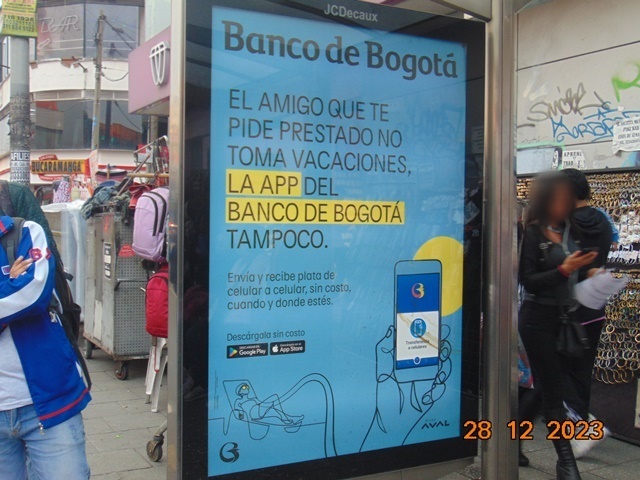 JCDecaux
Banco de Bogotá
EL AMIGO QUE TE
PIDE PRESTADO NO
TOMA VACACIONES,
LA APP DEL
BANCO DE BOGOTÁ
TAMPOCO.
Envía y recibe plata de
celular a celular, sin costo,
cuando y donde estés.
Descárgala sin costo
Google Play
App Store
AVAL
BUCARAMANGA
28 12 2023